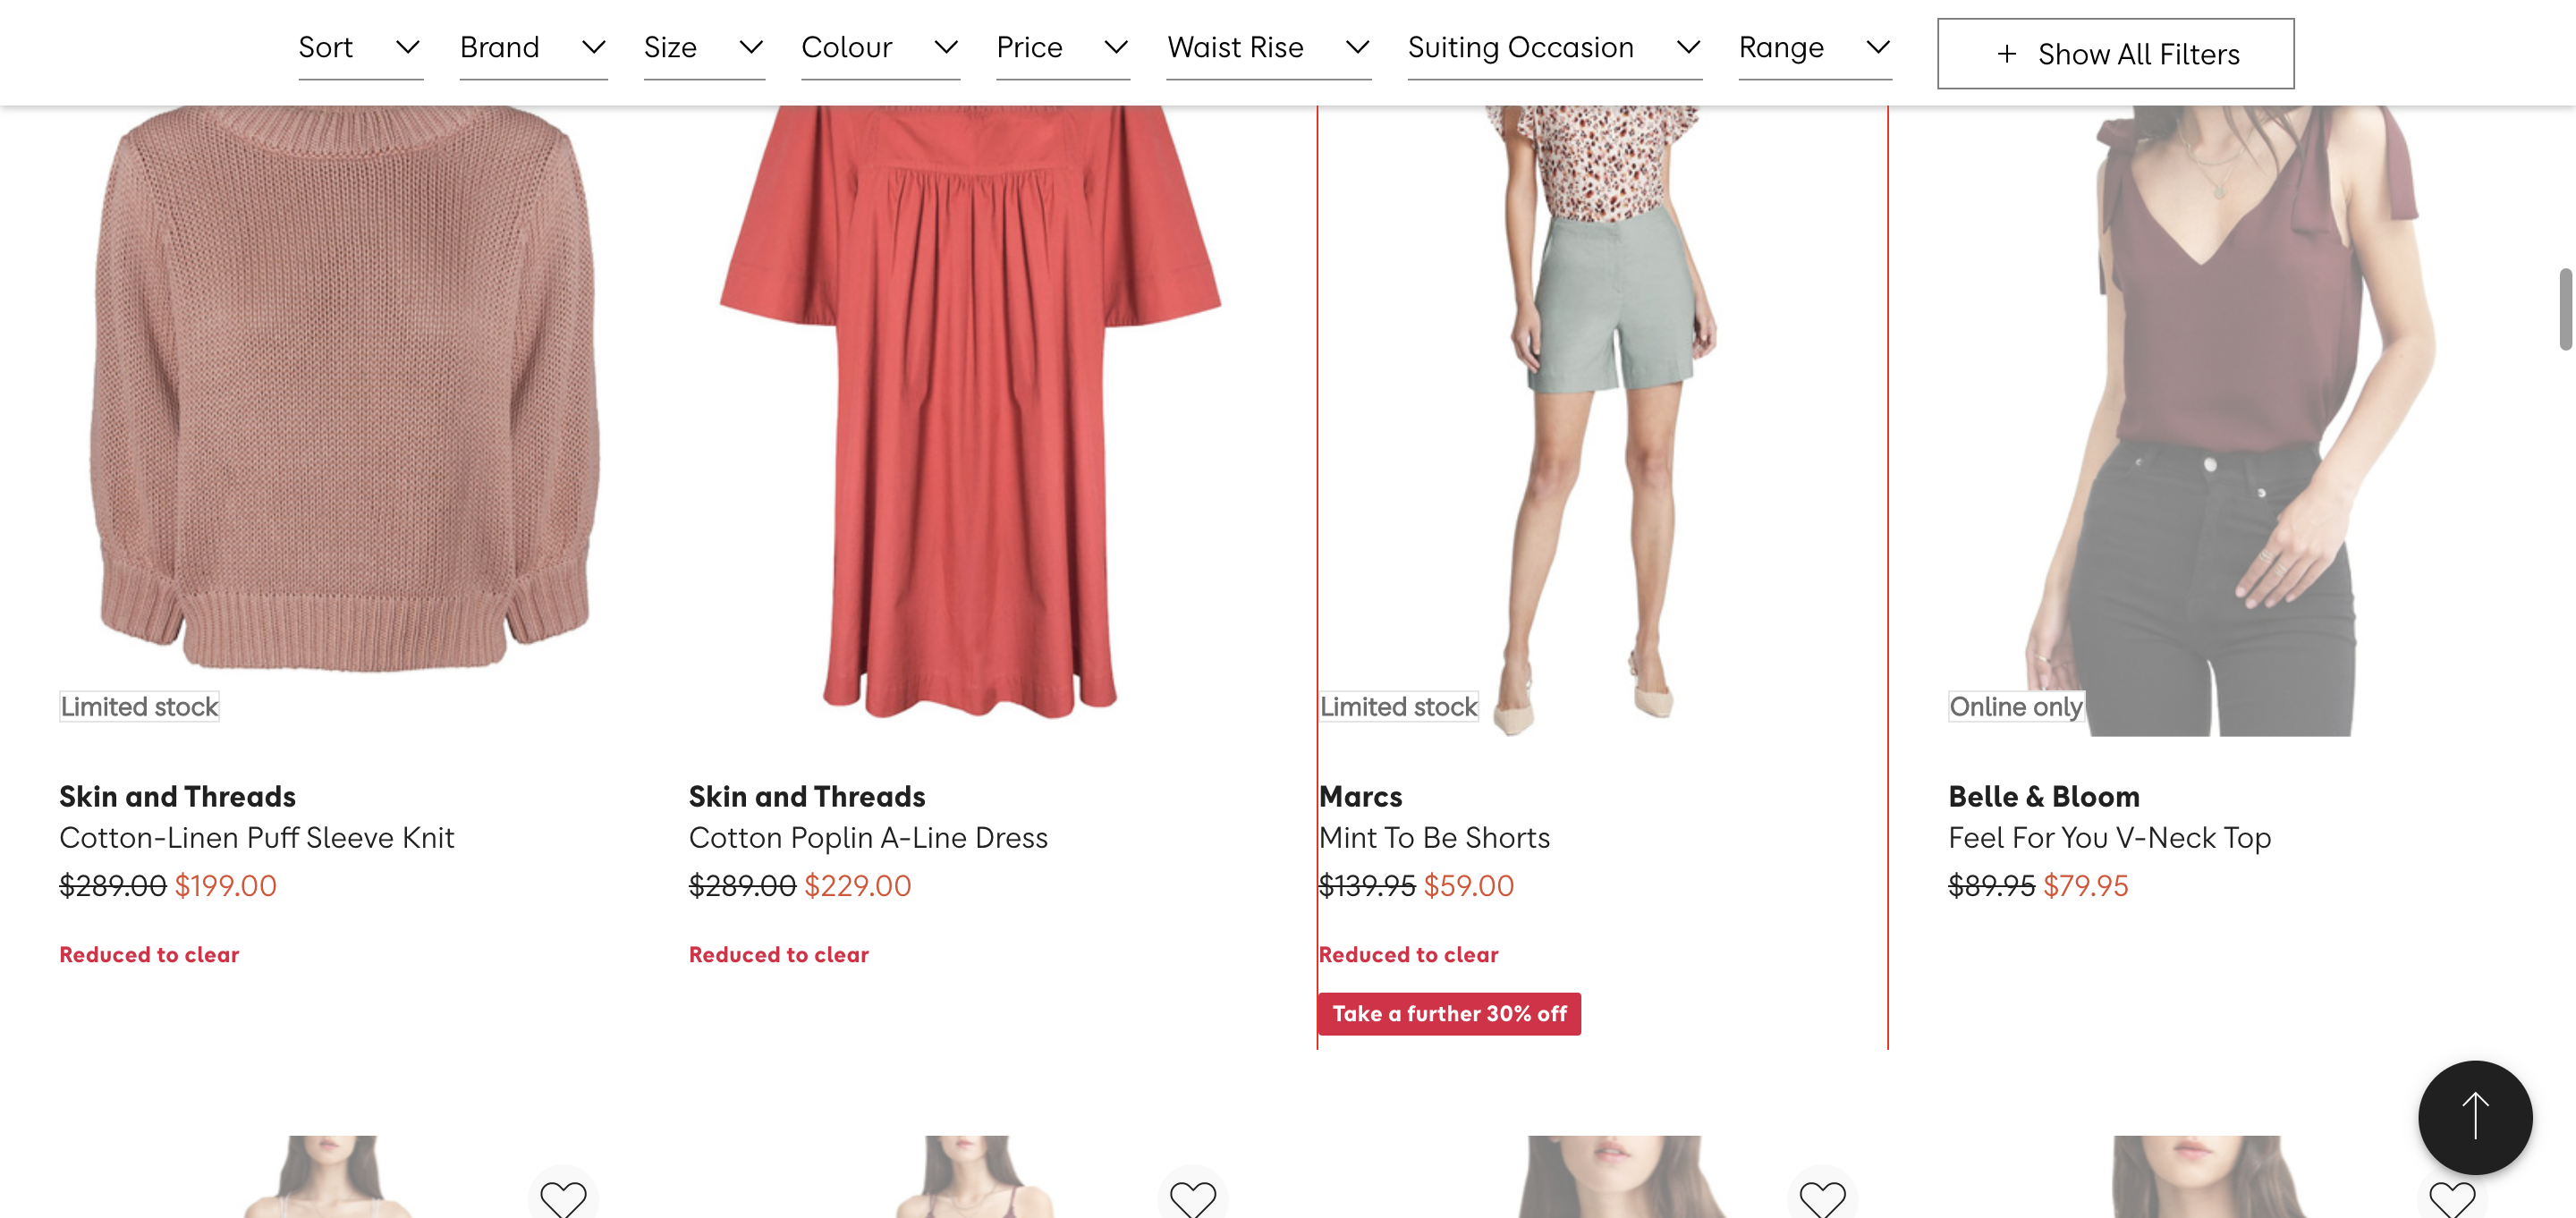 Sort Brand Size Colour Price Waist Rise Suiting Occasion Range + Show All Filters
Limited stock
Skin and Threads
Cotton-Linen Puff Sleeve Knit
$289.00 $199.00
Reduced to clear
Skin and Threads
Cotton Poplin A-Line Dress
$289.00 $229.00
Reduced to clear
Limited stock
Marcs
Mint To Be Shorts
$139.95 $59.00
Reduced to clear
Take a further 30% off
Online only
Belle & Bloom
Feel For You V-Neck Top
$89.95 $79.95